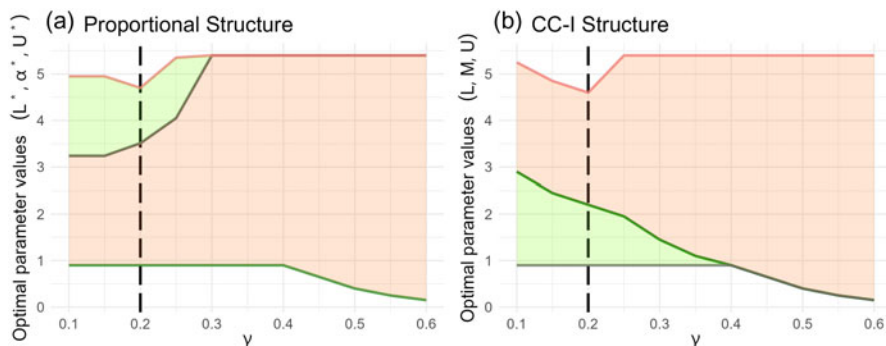 (a) Proportional Structure
(b) CC-I Structure
Optimal parameter values (L*, α*, U*)
5
4
3
2
1
0
0.1 0.2 0.3 0.4 0.5 0.6
γ
Optimal parameter values (L, M, U)
5
4
3
2
1
0
0.1 0.2 0.3 0.4 0.5 0.6
γ